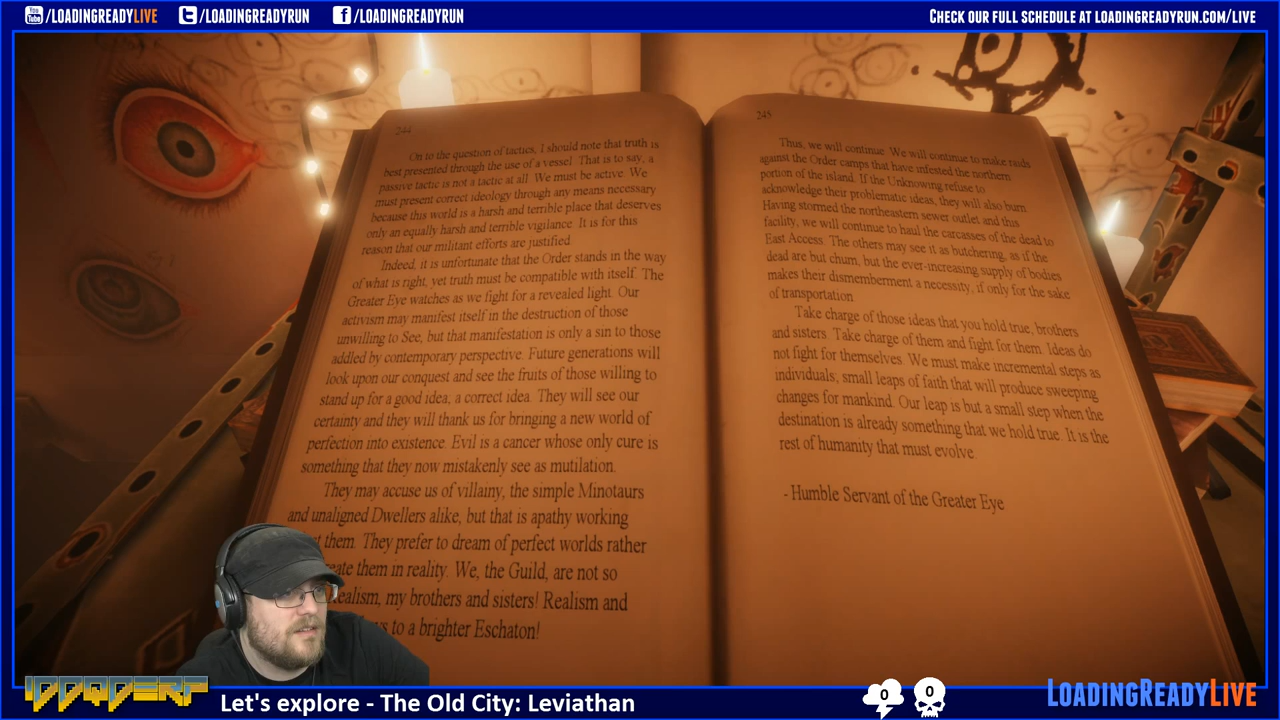 /LOADINGREADYLIVE
/LOADINGREADYRUN
/LOADINGREADYRUN
CHECK OUR FULL SCHEDULE AT LOADINGREADYRUN.COM/LIVE
244
On to the question of tactics, I should note that truth is
best presented through the use of a vessel. That is to say, a
passive tactic is not a tactic at all. We must be active. We
must present correct ideology through any means necessary
because this world is a harsh and terrible place that deserves
only an equally harsh and terrible vigilance. It is for this
reason that our militant efforts are justified.
Indeed, it is unfortunate that the Order stands in the way
of what is right, yet truth must be compatible with itself. The
Greater Eye watches as we fight for a revealed light. Our
activism may manifest itself in the destruction of those
unwilling to See, but that manifestation is only a sin to those
addled by contemporary perspective. Future generations will
look upon our conquest and see the fruits of those willing to
stand up for a good idea, a correct idea. They will see our
certainty and they will thank us for bringing a new world of
perfection into existence. Evil is a cancer whose only cure is
something that they now mistakenly see as mutilation.
They may accuse us of villainy, the simple Minotaurs
and unaligned Dwellers alike, but that is apathy working
them. They prefer to dream of perfect worlds rather
them in reality. We, the Guild, are not so
Realism, my brothers and sisters! Realism and
to a brighter Eschaton!
245
Thus, we will continue. We will continue to make raids
against the Order camps that have infested the northern
portion of the island. If the Unknowing refuse to
acknowledge their problematic ideas, they will also burn.
Having stormed the northeastern sewer outlet and this
facility, we will continue to haul the carcasses of the dead to
East Access. The others may see it as butchering, as if the
dead are but chum, but the ever-increasing supply of bodies
makes their dismemberment a necessity, if only for the sake
of transportation.
Take charge of those ideas that you hold true, brothers
and sisters. Take charge of them and fight for them. Ideas do
not fight for themselves. We must make incremental steps as
individuals; small leaps of faith that will produce sweeping
changes for mankind. Our leap is but a small step when the
destination is already something that we hold true. It is the
rest of humanity that must evolve.
- Humble Servant of the Greater Eye
IDDQDERP
Let's explore - The Old City: Leviathan
0
0
LOADINGREADYLIVE